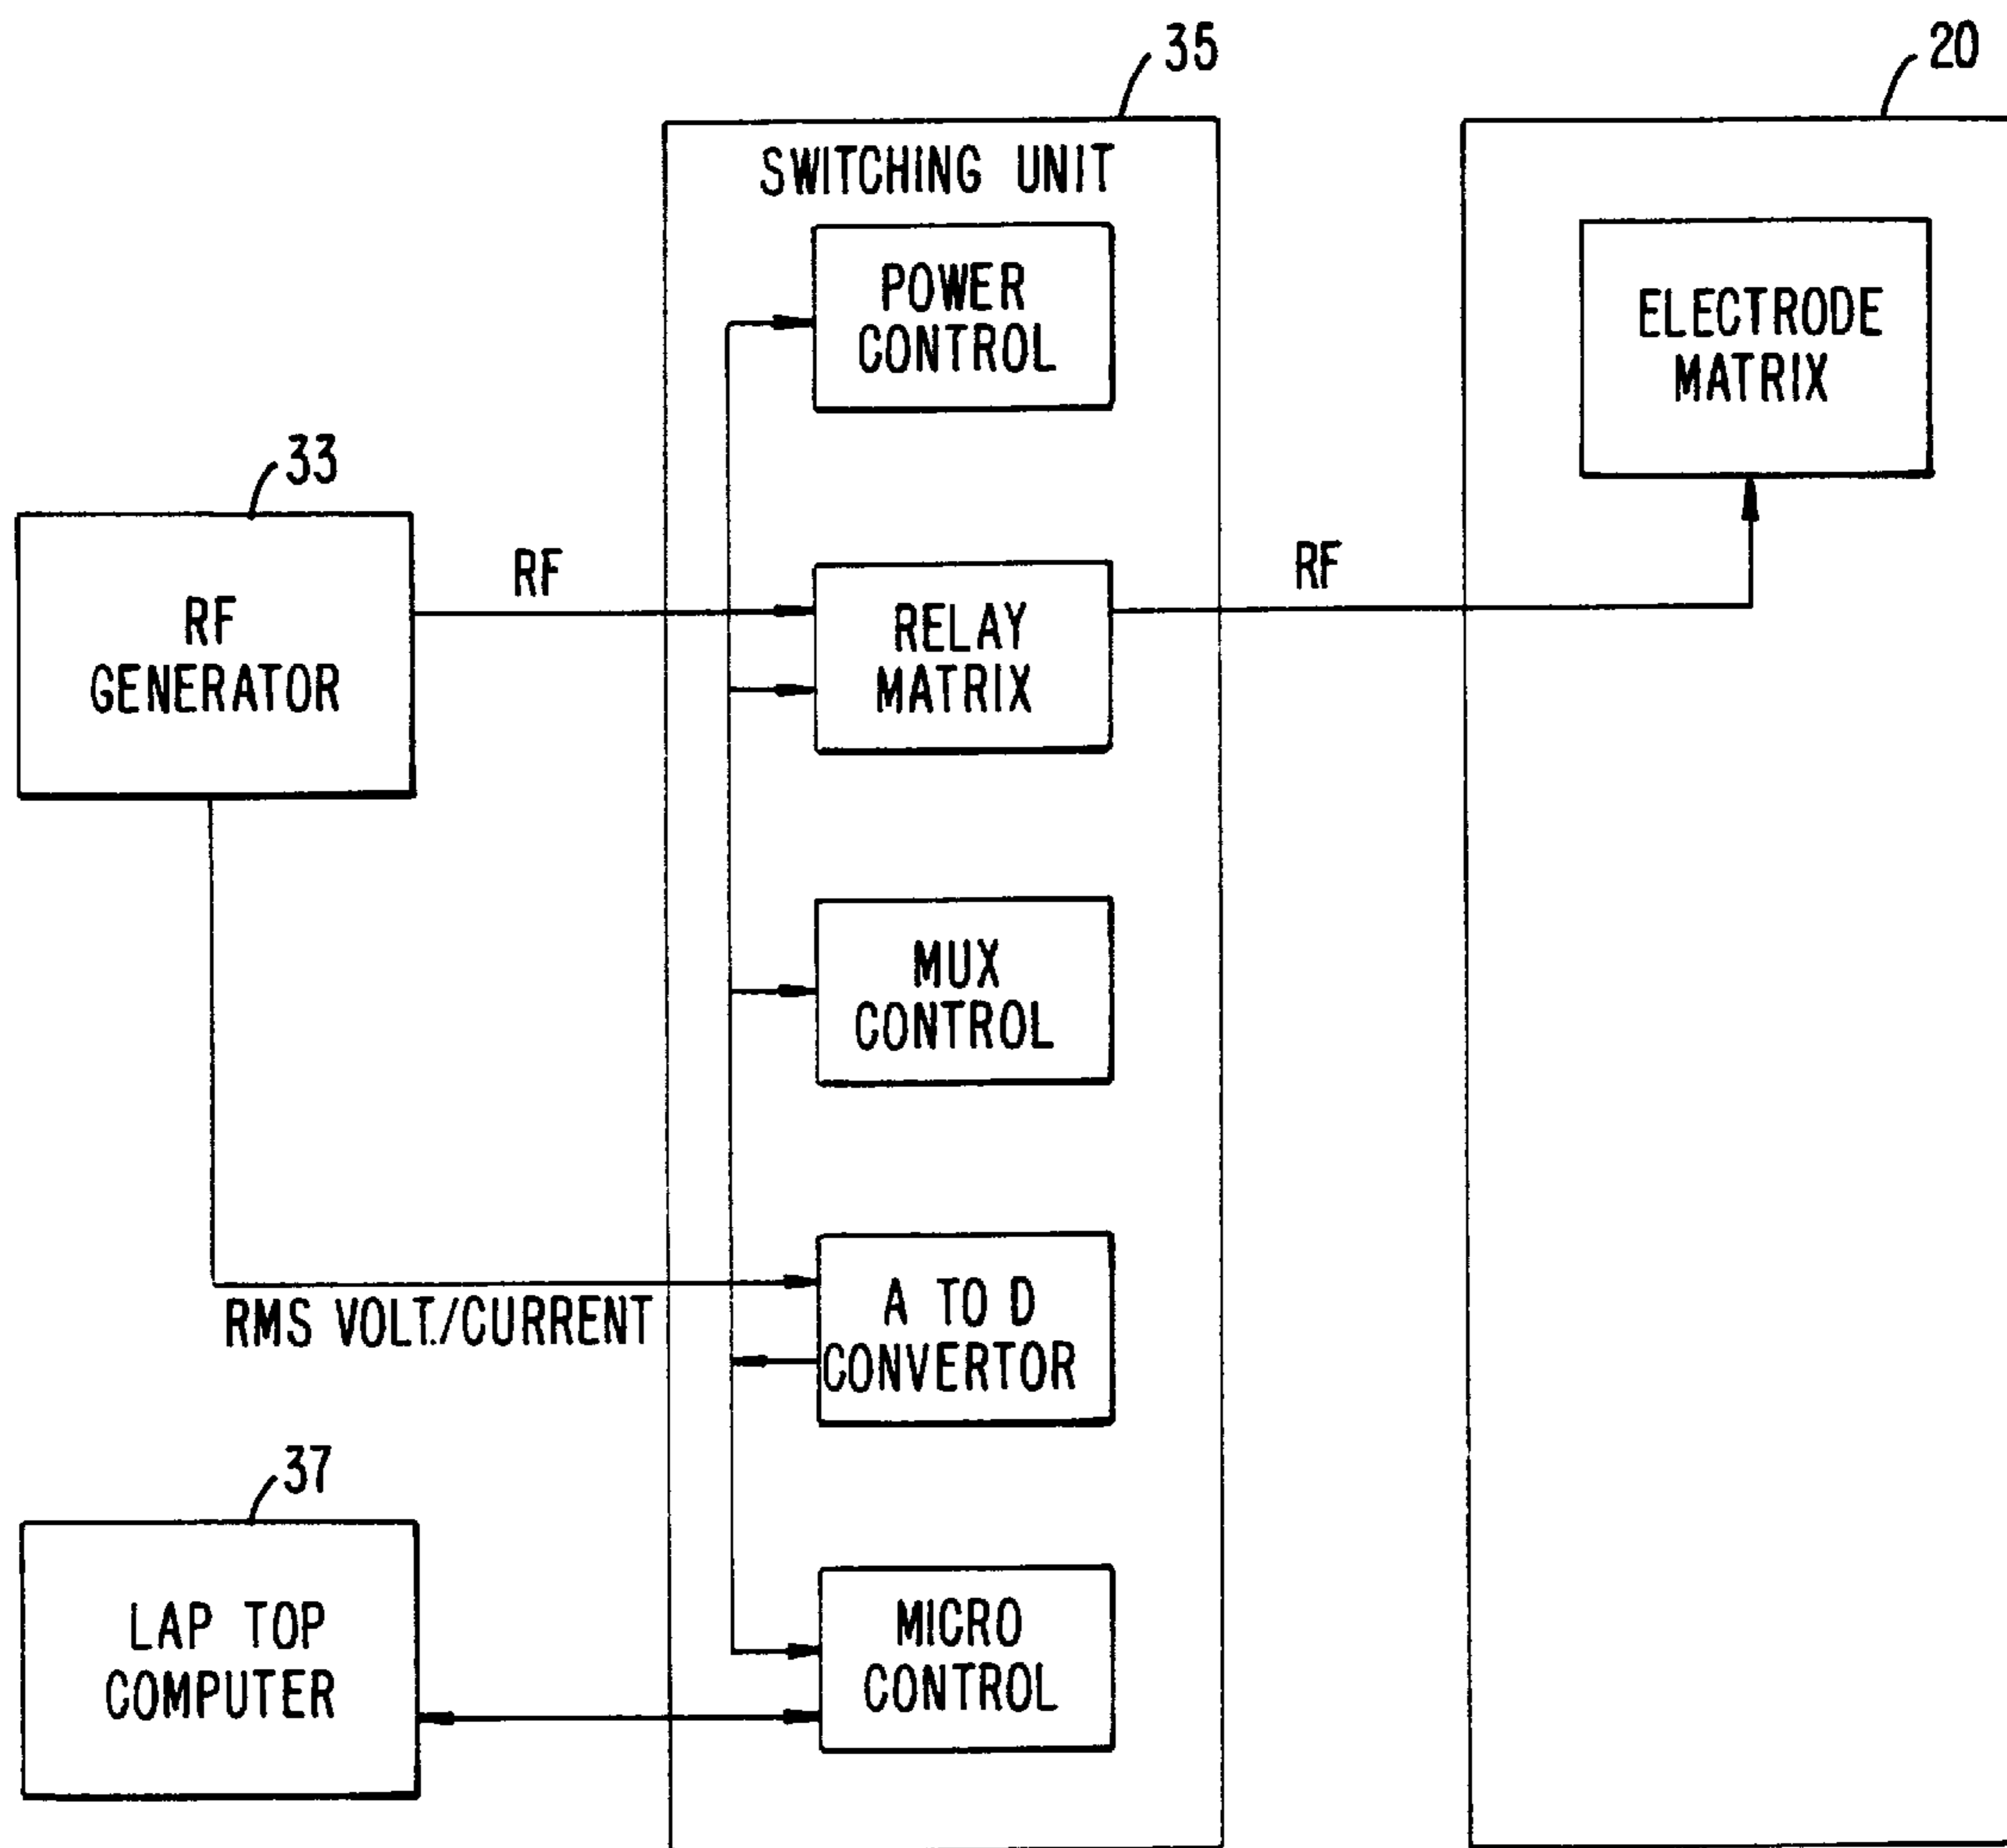 35
20
SWITCHING UNIT
POWER
CONTROL
ELECTRODE
MATRIX
33
RF
GENERATOR
RF
RELAY
MATRIX
RF
MUX
CONTROL
RMS VOLT./CURRENT
A TO D
CONVERTOR
37
LAP TOP
COMPUTER
MICRO
CONTROL